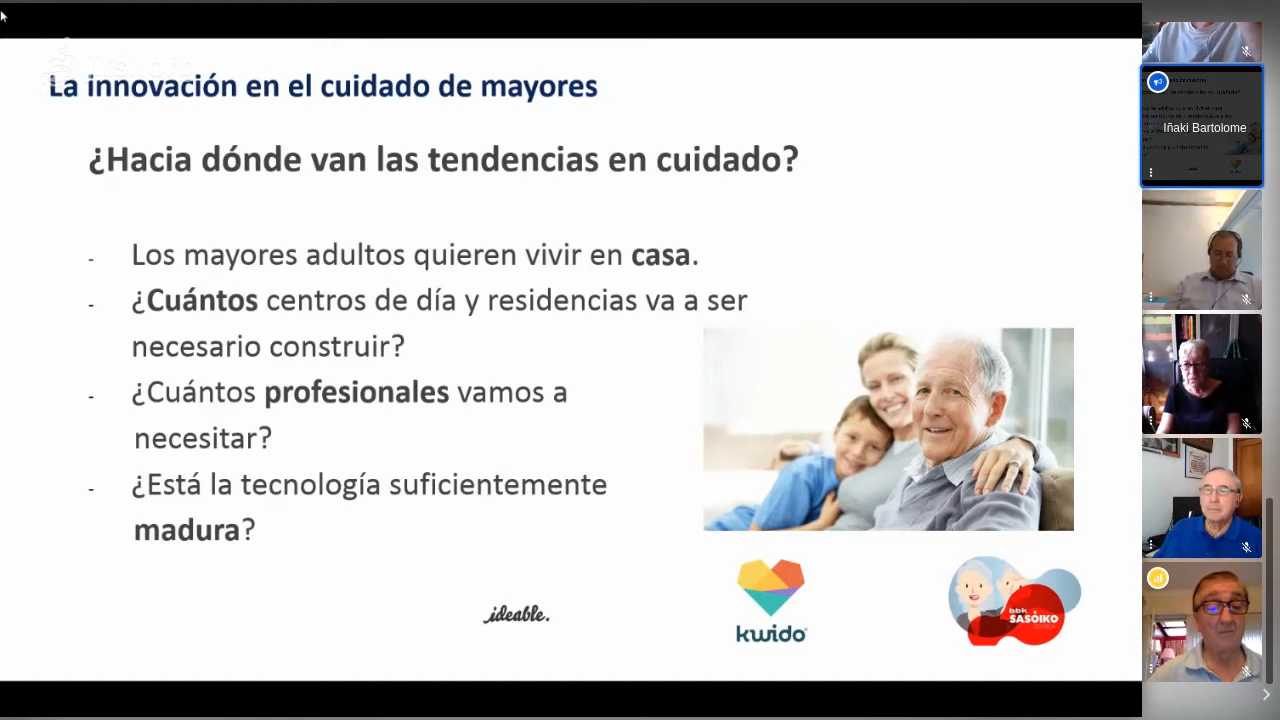 La innovación en el cuidado de mayores
¿Hacia dónde van las tendencias en cuidado?
- Los mayores adultos quieren vivir en casa.
- ¿Cuántos centros de día y residencias va a ser
necesario construir?
- ¿Cuántos profesionales vamos a
necesitar?
- ¿Está la tecnología suficientemente
madura?
ideable.
kwido
bbk
SASOIKO
Iñaki Bartolome